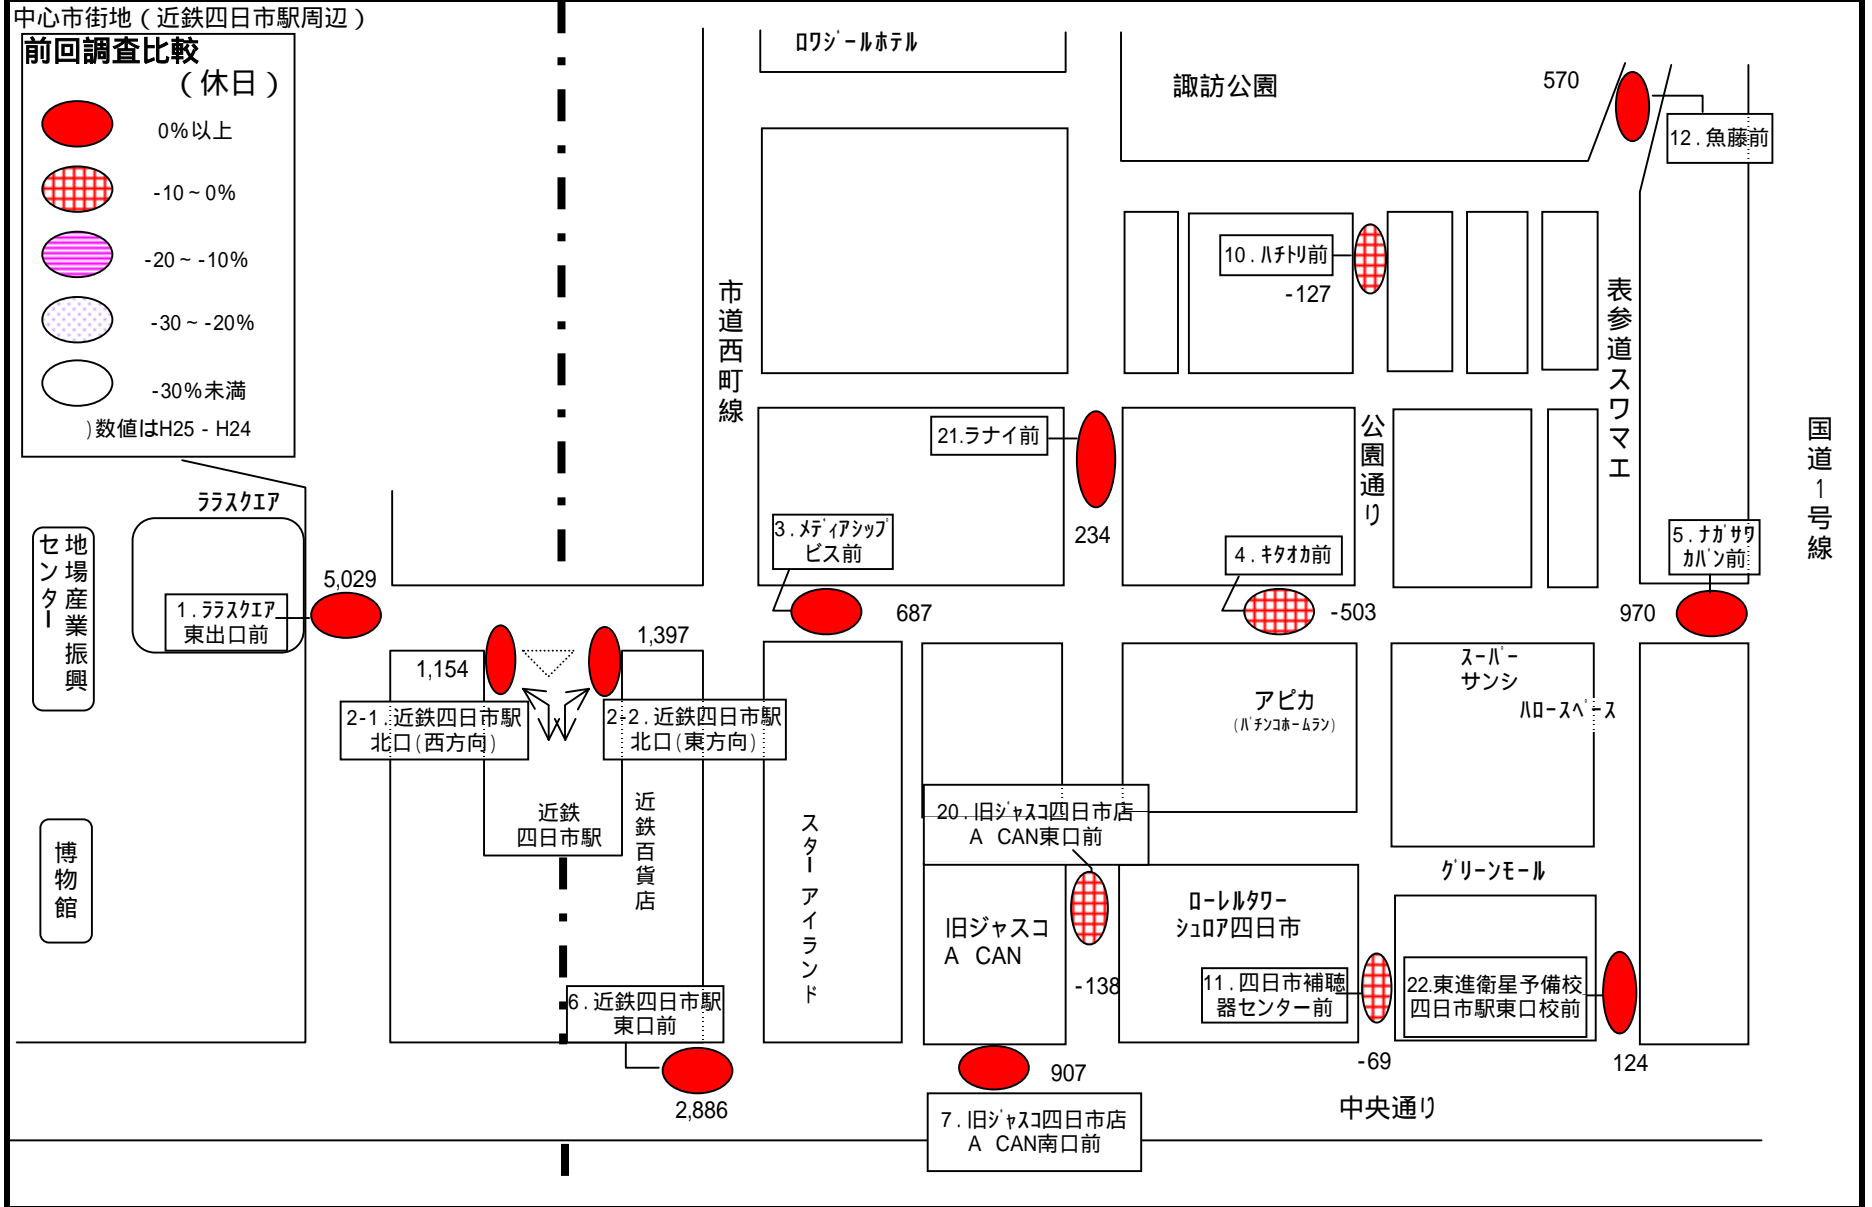 中心市街地（近鉄四日市駅周辺）
前回調査比較
（休日）
0%以上
-10～0%
-20～-10%
-30～-20%
-30%未満
)数値はH25 - H24
ﾛﾜｼﾞｰﾙﾎﾃﾙ
諏訪公園
570
12．魚藤前
10．ﾊﾁﾄﾘ前
-127
市道西町線
表参道スワマエ
国道1号線
公園通り
21.ラナイ前
234
3．ﾒﾃﾞｨｱｼｯﾌﾟ
ビス前
687
4．ｷﾀｵｶ前
-503
5．ﾅｶﾞｻﾜ
ｶﾊﾞﾝ前
970
ﾗﾗｽｸｴｱ
地場産業振興
センター
1．ﾗﾗｽｸｴｱ
東出口前
5,029
1,154
1,397
2-1．近鉄四日市駅
北口(西方向)
2-2．近鉄四日市駅
北口(東方向)
近鉄
四日市駅
近鉄百貨店
スター アイランド
博物館
ｽｰﾊﾟｰ
サンシ
ﾊﾛｰｽﾍﾟｰｽ
アピカ
(ﾊﾟﾁﾝｺﾎｰﾑﾗﾝ)
20．旧ｼﾞｬｽｺ四日市店
A CAN東口前
-138
旧ジャスコ
A CAN
ﾛｰﾚﾙﾀﾜｰ
ｼｭﾛｱ四日市
ｸﾞﾘｰﾝﾓｰﾙ
11．四日市補聴
器センター前
-69
22.東進衛星予備校
四日市駅東口校前
124
6．近鉄四日市駅
東口前
2,886
907
7．旧ｼﾞｬｽｺ四日市店
A CAN南口前
中央通り